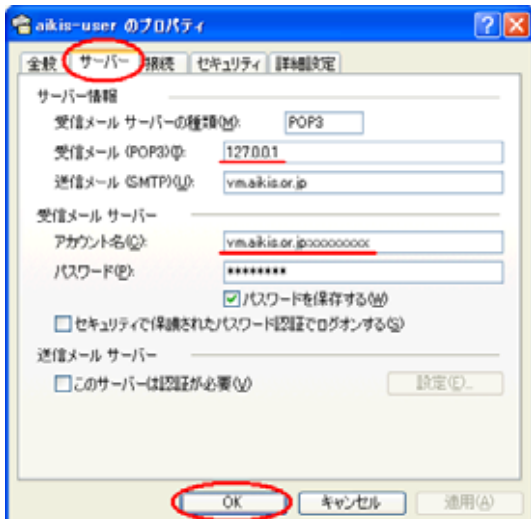 aikis-user のプロパティ
全般 サーバー 接続 セキュリティ 詳細設定
サーバー情報
受信メール サーバーの種類(M): POP3
受信メール (POP3)(I): 127.0.0.1
送信メール (SMTP)(U): vm.aikis.or.jp
受信メール サーバー
アカウント名(C): vm.aikis.or.jp:xxxxxxxxx
パスワード(P): ********
パスワードを保存する(W)
セキュリティで保護されたパスワード認証でログオンする(S)
送信メール サーバー
このサーバーは認証が必要(V) 設定(E)...
OK キャンセル 適用(A)